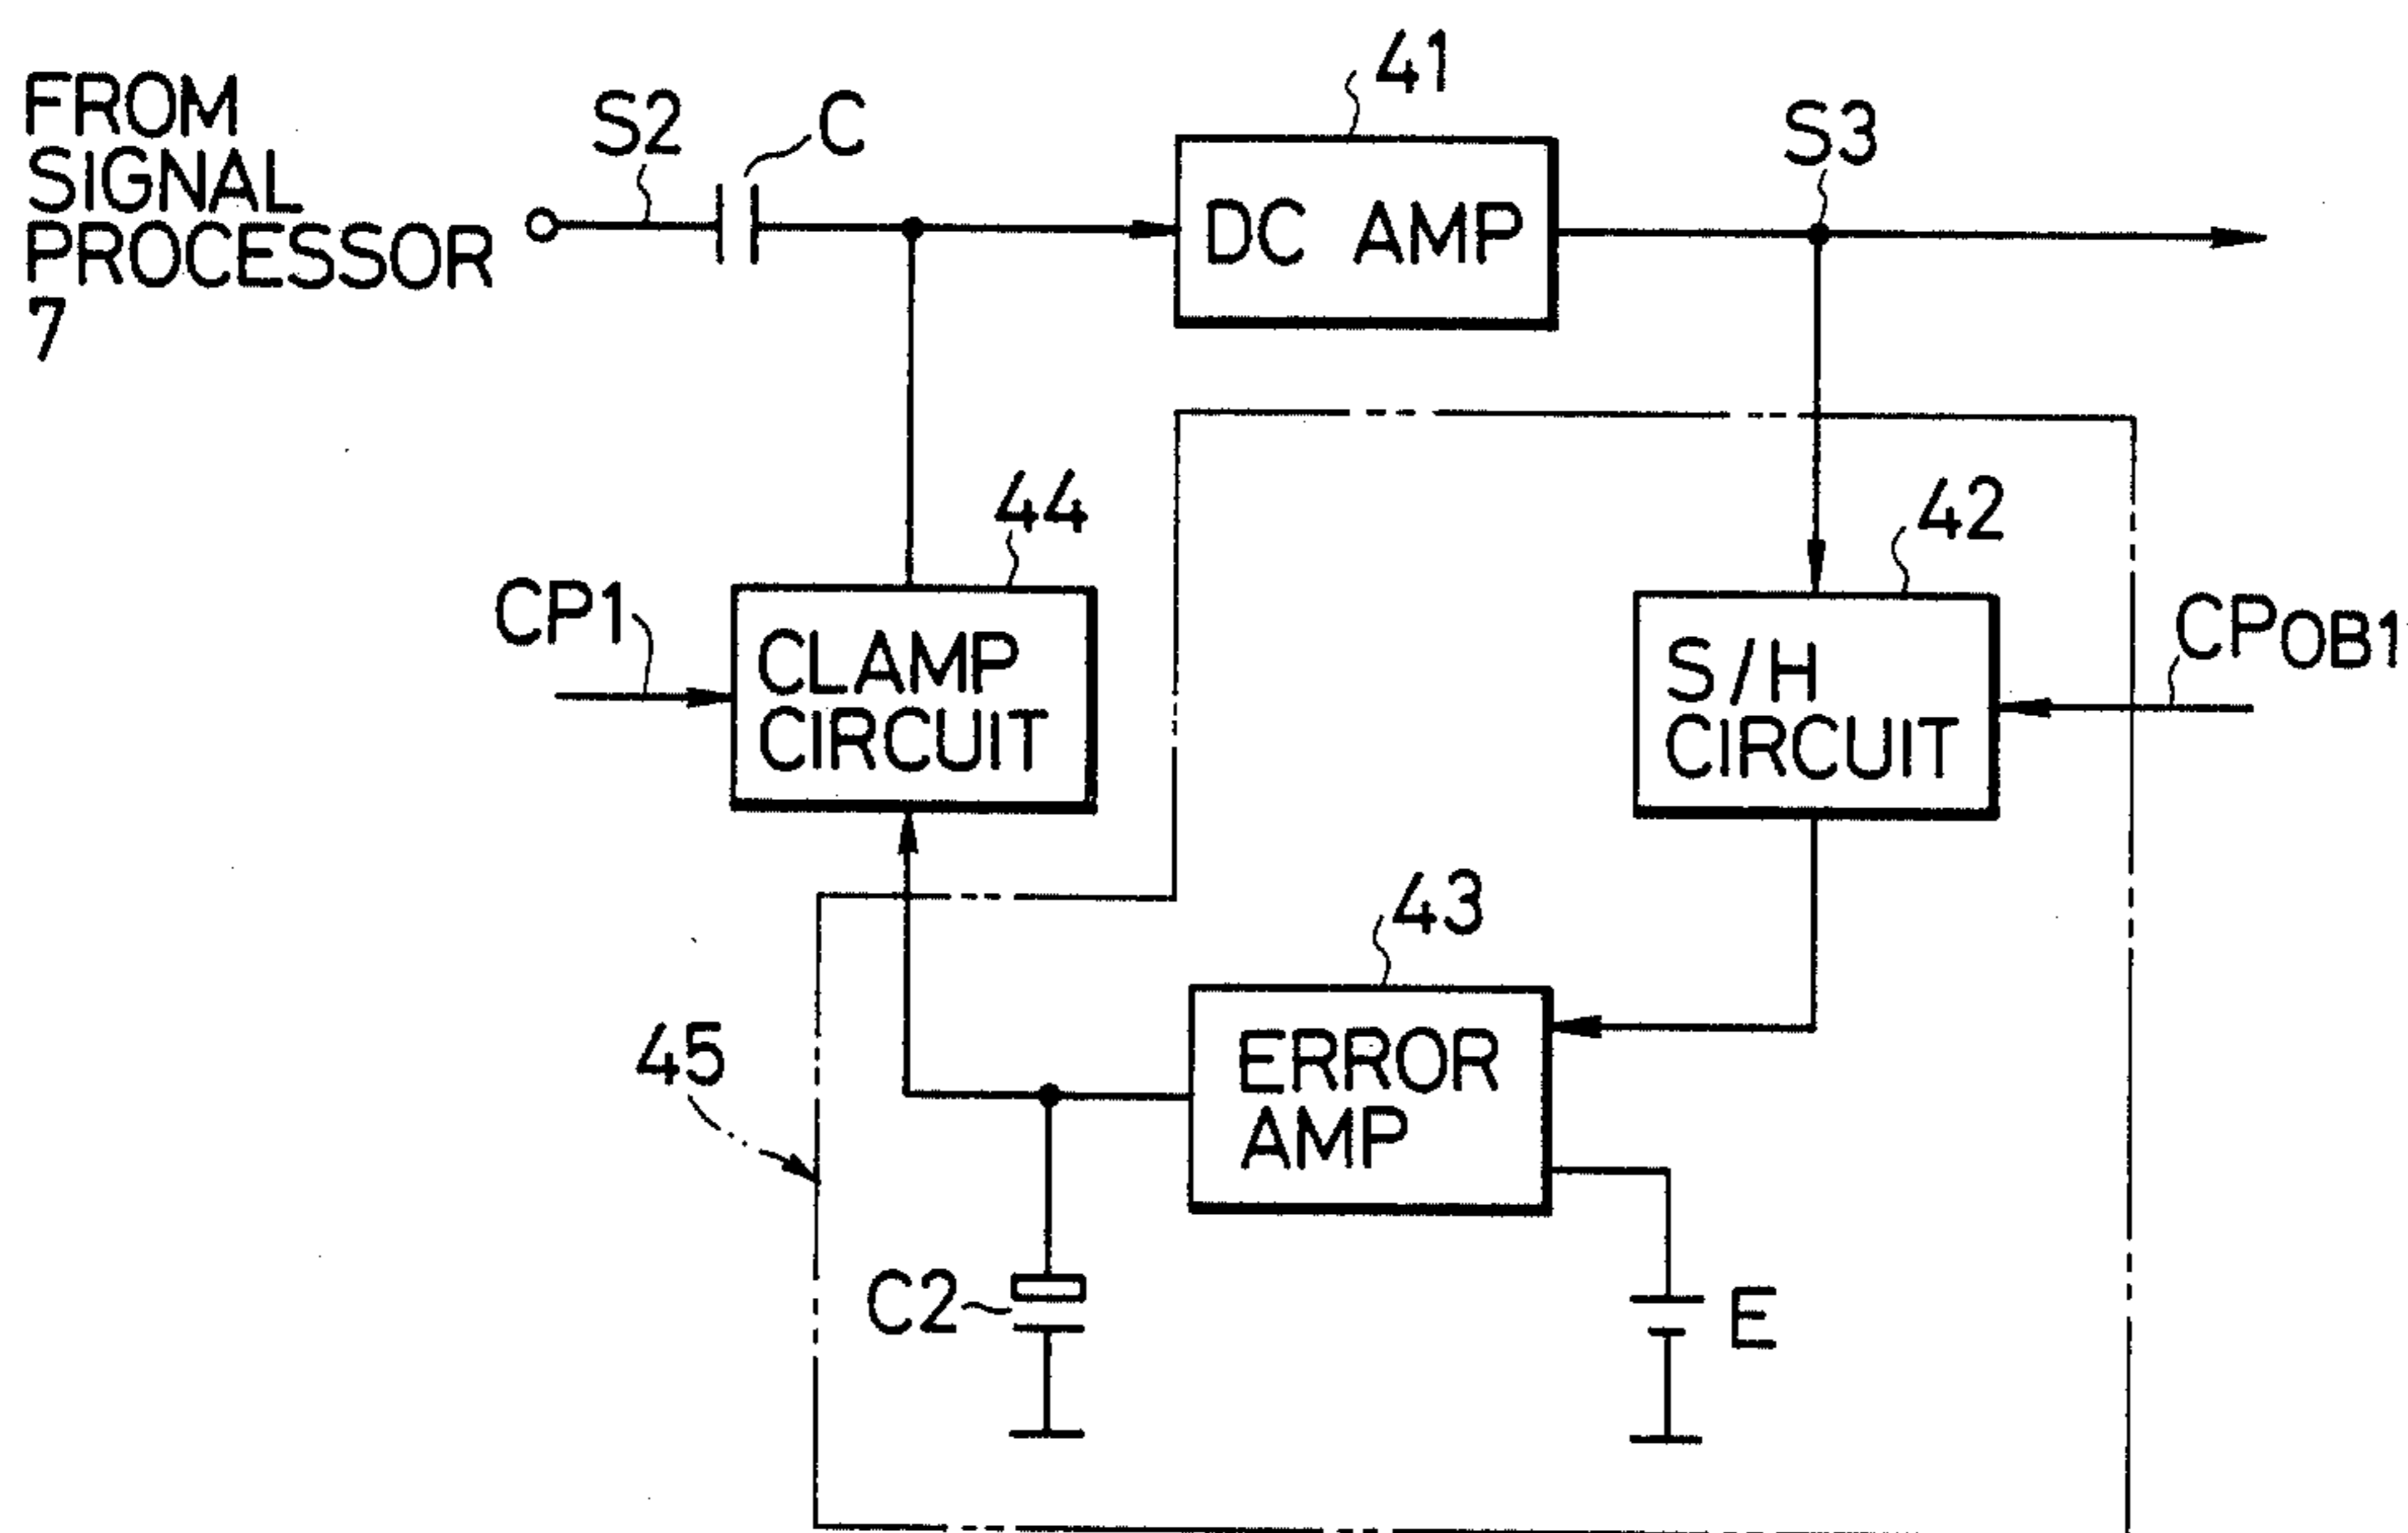 FROM
SIGNAL
PROCESSOR
7
S2
C
41
DC AMP
S3
44
CP1
CLAMP
CIRCUIT
42
S/H
CIRCUIT
CPOB1
43
ERROR
AMP
45
C2
E